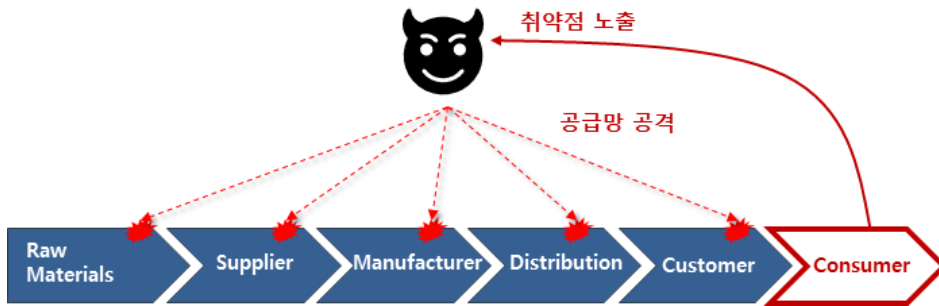 취약점 노출
공급망 공격
Raw
Materials
Supplier
Manufacturer
Distribution
Customer
Consumer